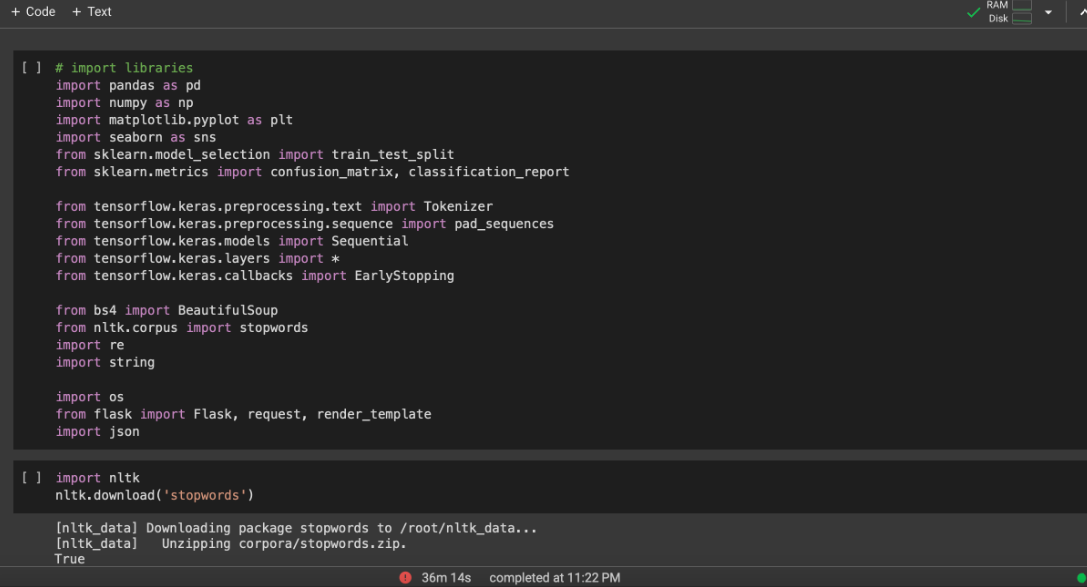 + Code + Text
RAM
Disk
[ ] # import libraries
import pandas as pd
import numpy as np
import matplotlib.pyplot as plt
import seaborn as sns
from sklearn.model_selection import train_test_split
from sklearn.metrics import confusion_matrix, classification_report
from tensorflow.keras.preprocessing.text import Tokenizer
from tensorflow.keras.preprocessing.sequence import pad_sequences
from tensorflow.keras.models import Sequential
from tensorflow.keras.layers import *
from tensorflow.keras.callbacks import EarlyStopping
from bs4 import BeautifulSoup
from nltk.corpus import stopwords
import re
import string
import os
from flask import Flask, request, render_template
import json
[ ] import nltk
nltk.download('stopwords')
[nltk_data] Downloading package stopwords to /root/nltk_data...
[nltk_data]   Unzipping corpora/stopwords.zip.
True
36m 14s completed at 11:22 PM